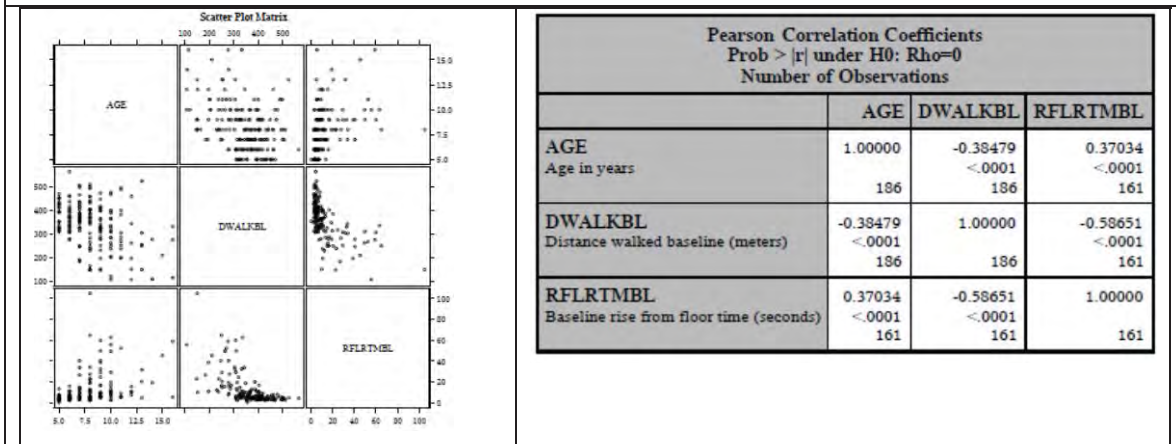 Scatter Plot Matrix
100 200 300 400 500
AGE
15.0
12.5
10.0
7.5
5.0
500
400
300
200
100
DWALKBL
RFLRTMBL
100
80
60
40
20
0
5.0 7.5 10.0 12.5 15.0
100 200 300 400 500
0 20 40 60 80 100
Pearson Correlation Coefficients
Prob > |r| under H0: Rho=0
Number of Observations
AGE DWALKBL RFLRTMBL
AGE 1.00000 -0.38479 0.37034
Age in years <.0001 <.0001
186 186 161
DWALKBL -0.38479 1.00000 -0.58651
Distance walked baseline (meters) <.0001 <.0001
186 186 161
RFLRTMBL 0.37034 -0.58651 1.00000
Baseline rise from floor time (seconds) <.0001 <.0001
161 161 161